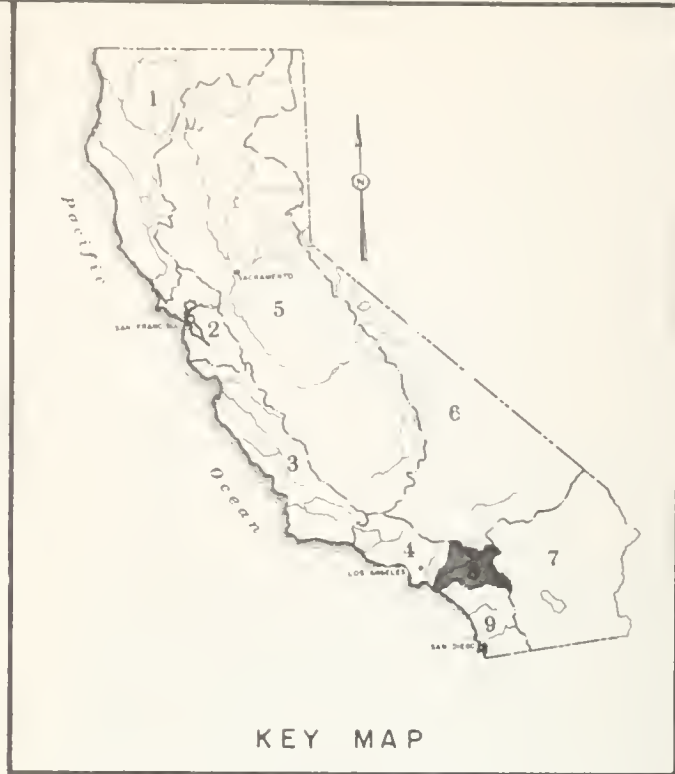 1
N
Pacific
SACRAMENTO
5
SAN FRANCISCO
2
6
3
Ocean
4
7
LOS ANGELES
8
9
SAN DIEGO
KEY MAP